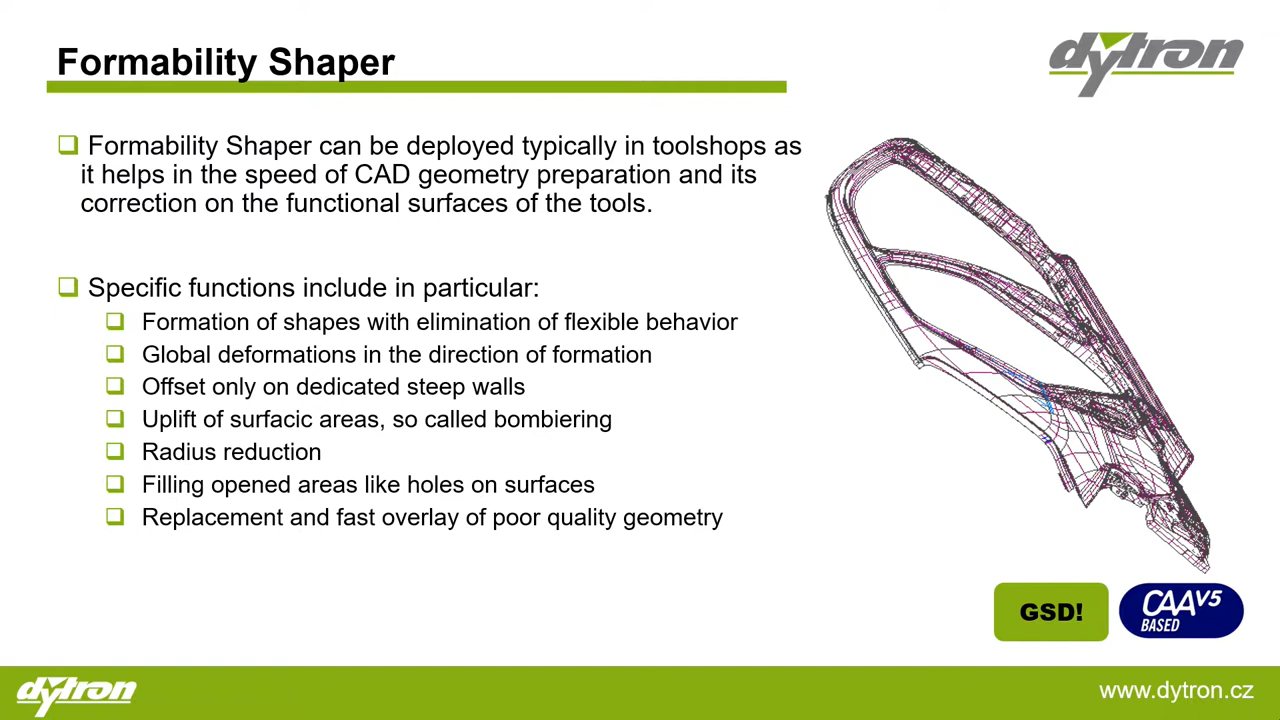 Formability Shaper
dytron
Formability Shaper can be deployed typically in toolshops as
it helps in the speed of CAD geometry preparation and its
correction on the functional surfaces of the tools.
Specific functions include in particular:
Formation of shapes with elimination of flexible behavior
Global deformations in the direction of formation
Offset only on dedicated steep walls
Uplift of surfacic areas, so called bombiering
Radius reduction
Filling opened areas like holes on surfaces
Replacement and fast overlay of poor quality geometry
GSD!
CAAV5
BASED
dytron
www.dytron.cz